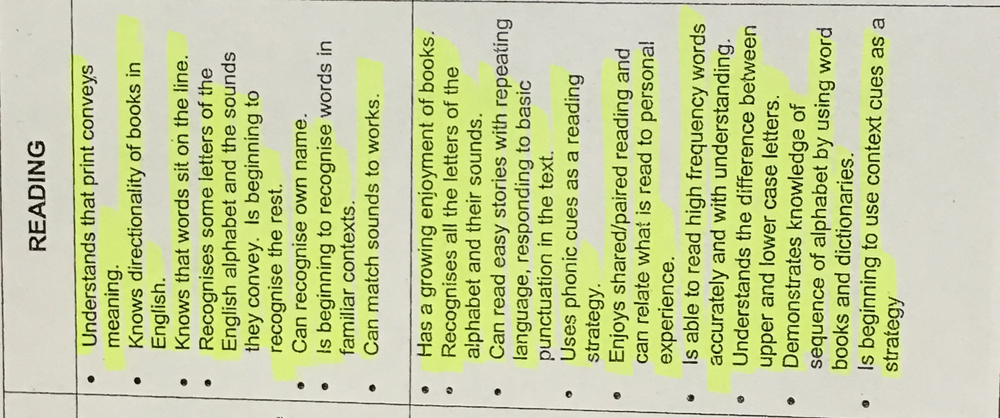 READING
• Understands that print conveys
meaning.
• Knows directionality of books in
English.
• Knows that words sit on the line.
• Recognises some letters of the
English alphabet and the sounds
they convey. Is beginning to
recognise the rest.
• Can recognise own name.
• Is beginning to recognise words in
familiar contexts.
• Can match sounds to works.
• Has a growing enjoyment of books.
• Recognises all the letters of the
alphabet and their sounds.
• Can read easy stories with repeating
language, responding to basic
punctuation in the text.
• Uses phonic cues as a reading
strategy.
• Enjoys shared/paired reading and
can relate what is read to personal
experience.
• Is able to read high frequency words
accurately and with understanding.
• Understands the difference between
upper and lower case letters.
• Demonstrates knowledge of
sequence of alphabet by using word
books and dictionaries.
• Is beginning to use context cues as a
strategy